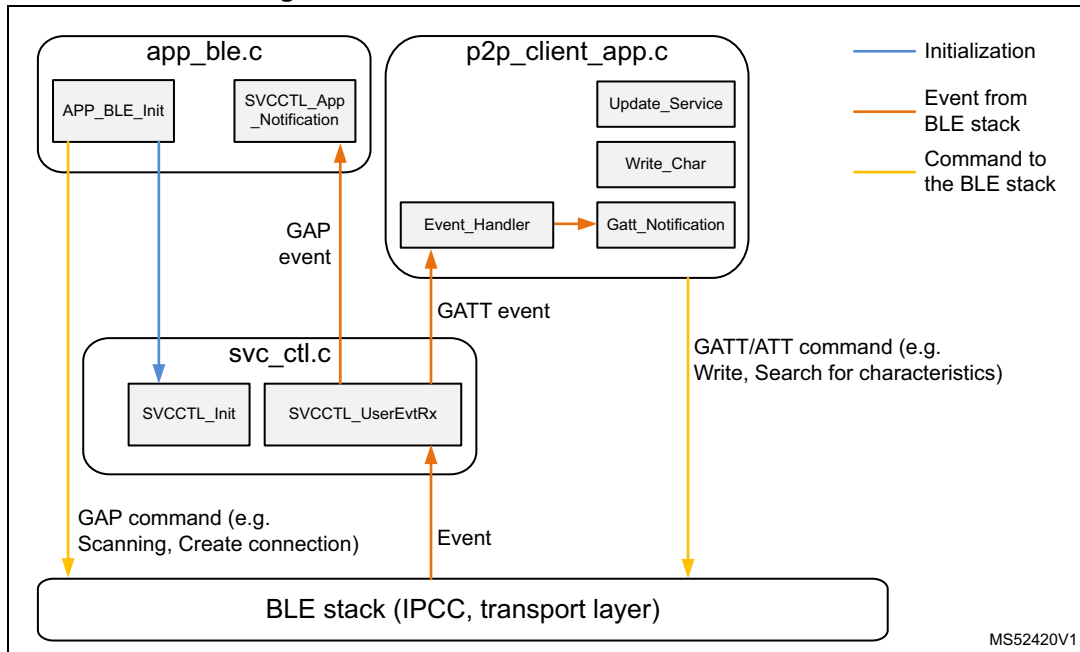 app_ble.c
APP_BLE_Init
SVCCTL_App
_Notification
p2p_client_app.c
Update_Service
Write_Char
Event_Handler
Gatt_Notification
Initialization
Event from
BLE stack
Command to
the BLE stack
GAP
event
GATT event
svc_ctl.c
SVCCTL_Init
SVCCTL_UserEvtRx
GATT/ATT command (e.g.
Write, Search for characteristics)
GAP command (e.g.
Scanning, Create connection)
Event
BLE stack (IPCC, transport layer)
MS52420V1